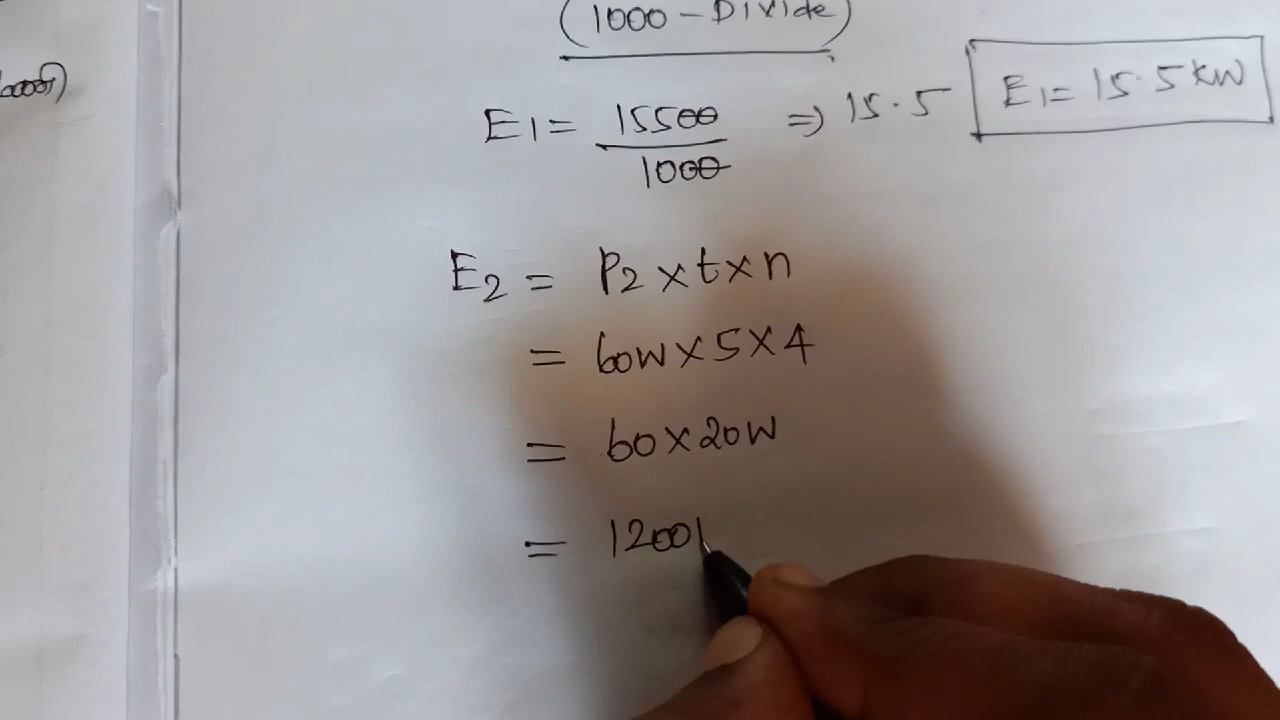 (1000 - Divide)
E1 = 15500 / 1000 ⇒ 15.5
E1 = 15.5 KW
E2 = P2 × t × n
= 60W × 5 × 4
= 60 × 20W
= 1200